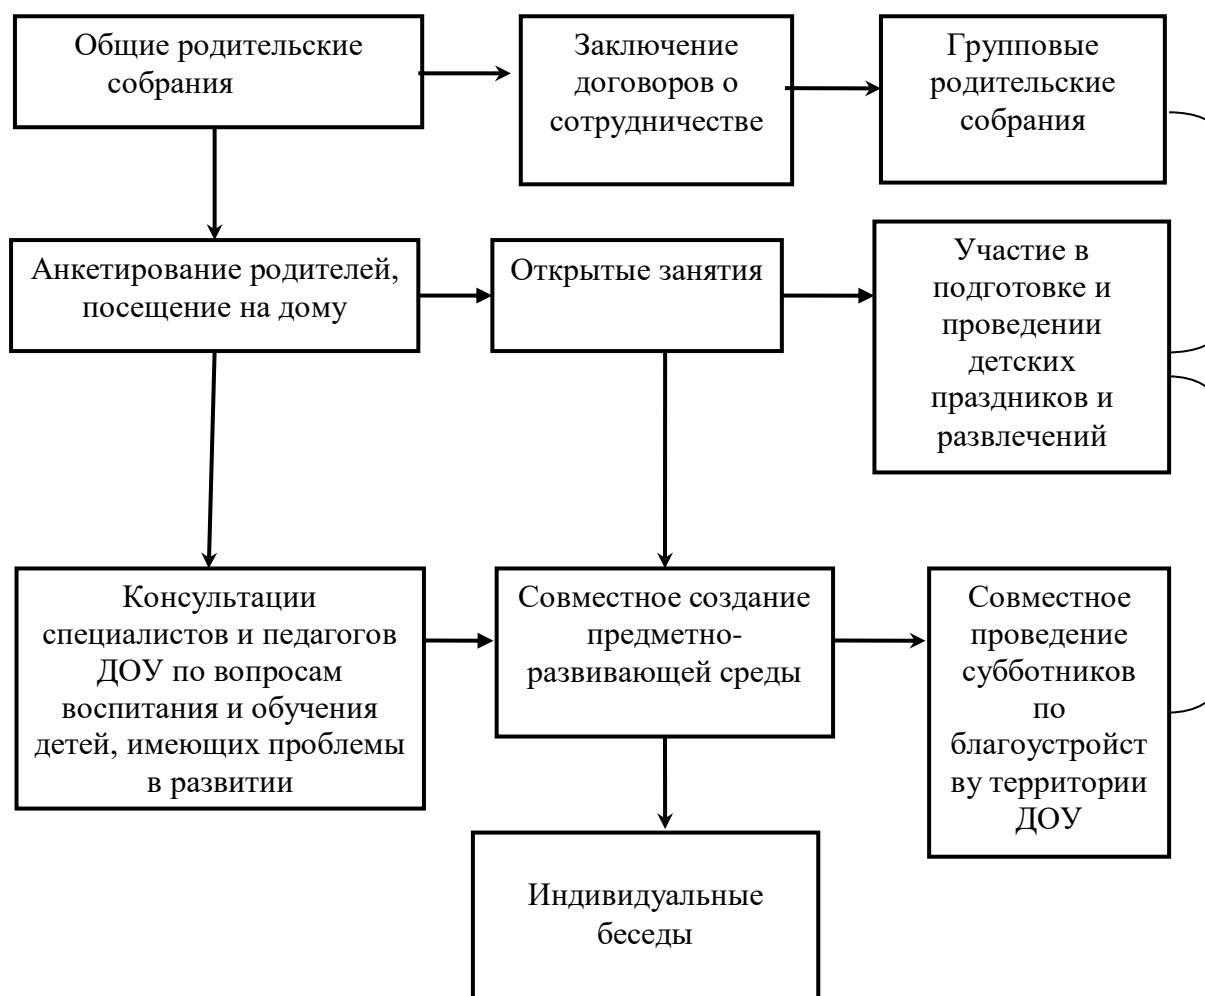 Общие родительские
собрания
Заключение
договоров о
сотрудничестве
Групповые
родительские
собрания
Анкетирование родителей,
посещение на дому
Открытые занятия
Участие в
подготовке и
проведении
детских
праздников и
развлечений
Консультации
специалистов и педагогов
ДОУ по вопросам
воспитания и обучения
детей, имеющих проблемы
в развитии
Совместное создание
предметно-
развивающей среды
Совместное
проведение
субботников
по
благоустройст
ву территории
ДОУ
Индивидуальные
беседы